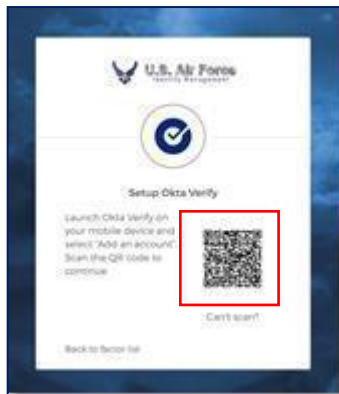 U.S. Air Force
Identity Management
Setup Okta Verify
Launch Okta Verify on
your mobile device and
select "Add an account".
Scan the QR code to
continue
Can't scan?
Back to factor list